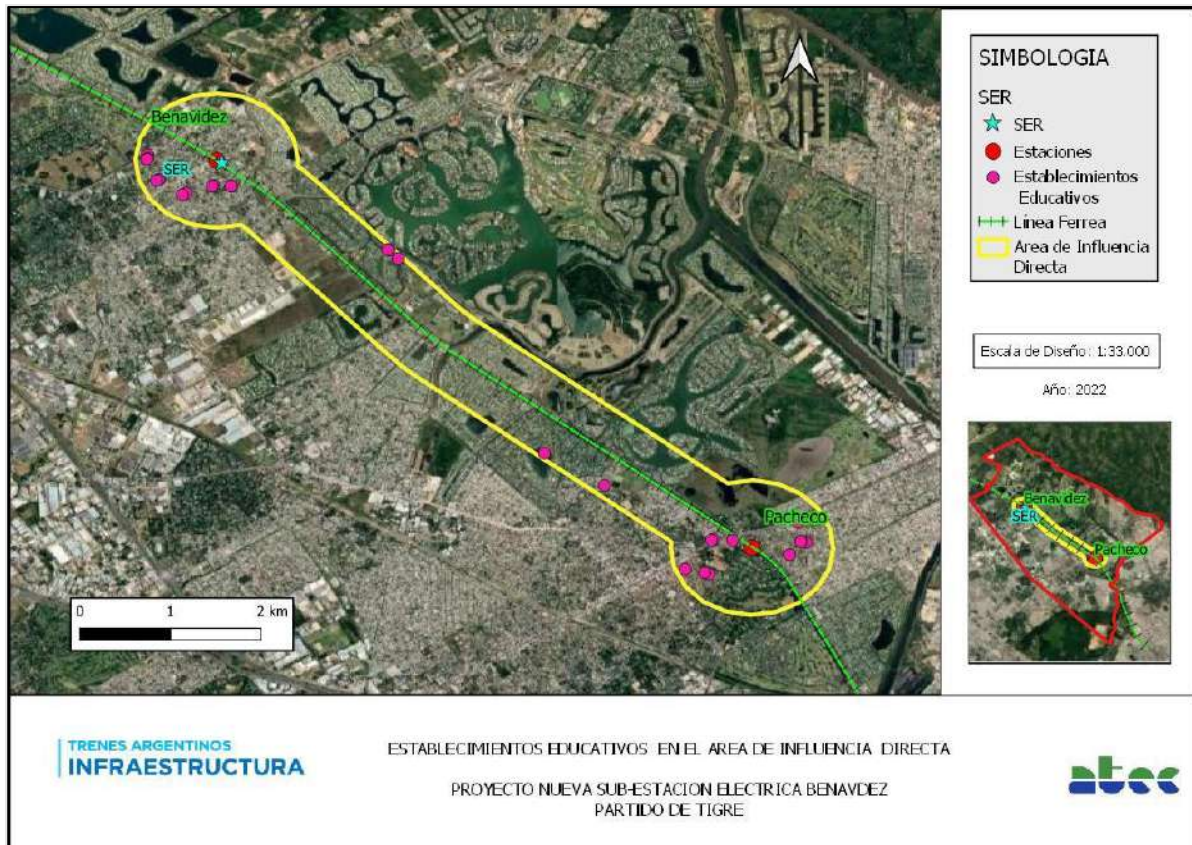 Benavidez
SER
Pacheco
0 1 2 km
SIMBOLOGIA
SER
SER
Estaciones
Establecimientos
Educativos
Línea Ferrea
Area de Influencia
Directa
Escala de Diseño: 1:33.000
Año: 2022
Benavidez
SER
Pacheco
TRENES ARGENTINOS
INFRAESTRUCTURA
ESTABLECIMIENTOS EDUCATIVOS EN EL AREA DE INFLUENCIA DIRECTA
PROYECTO NUEVA SUB-ESTACION ELECTRICA BENAVDEZ
PARTIDO DE TIGRE
atec